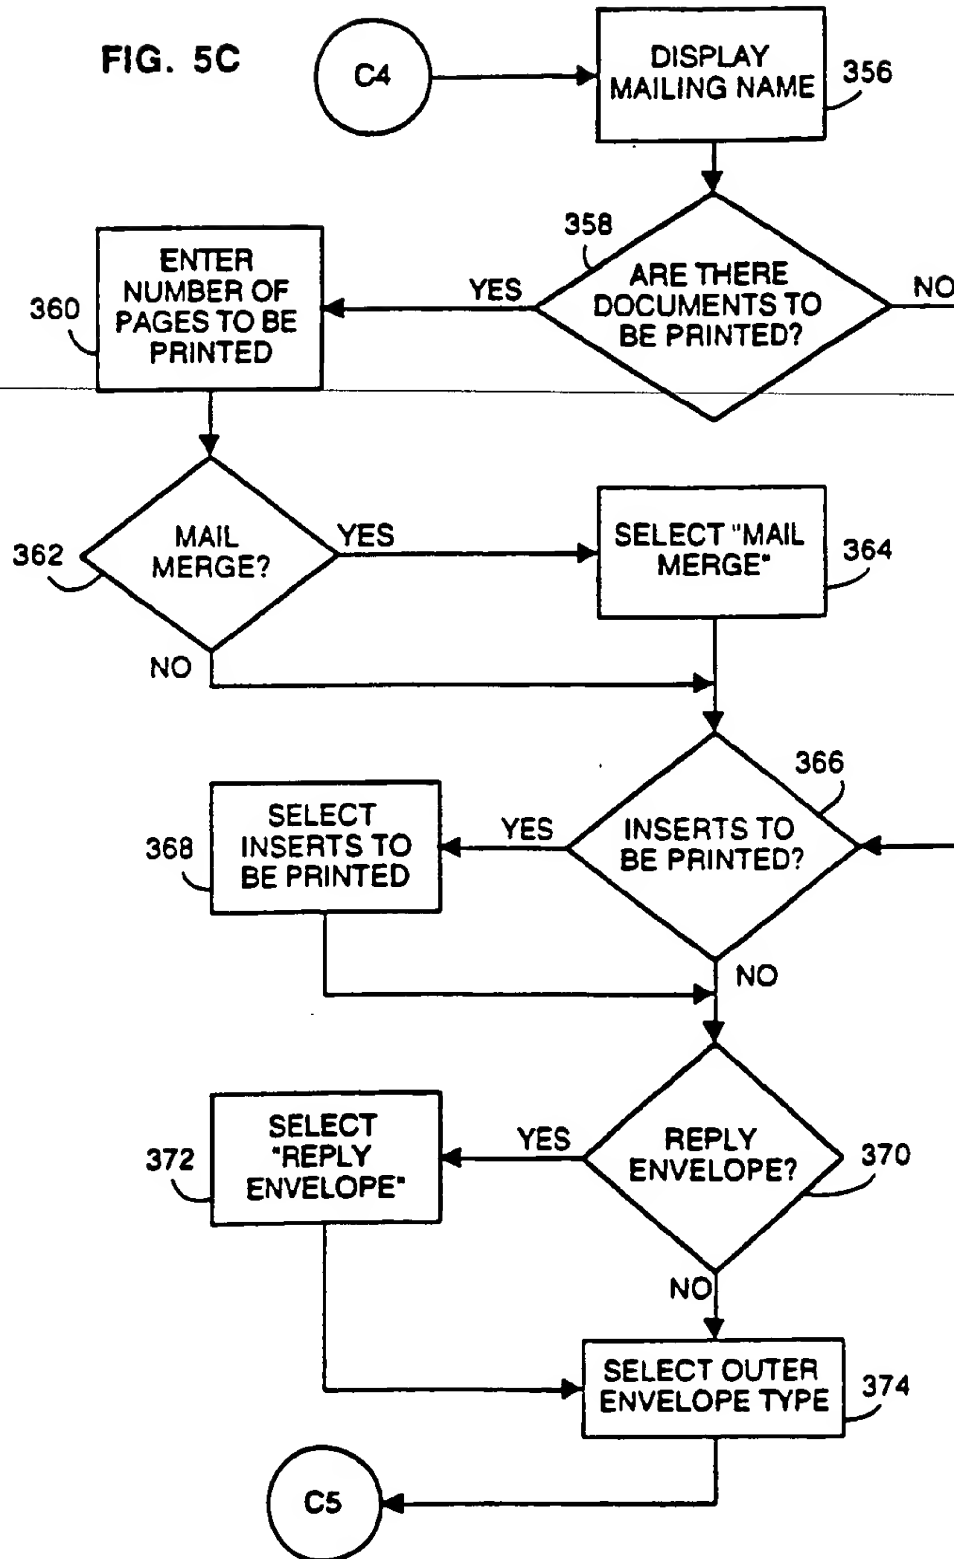 FIG. 5C
C4
DISPLAY
MAILING NAME
356
358
ARE THERE
DOCUMENTS TO
BE PRINTED?
YES
NO
ENTER
NUMBER OF
PAGES TO BE
PRINTED
360
MAIL
MERGE?
362
YES
NO
SELECT "MAIL
MERGE"
364
366
INSERTS TO
BE PRINTED?
YES
NO
SELECT
INSERTS TO
BE PRINTED
368
REPLY
ENVELOPE?
370
YES
NO
SELECT
"REPLY
ENVELOPE"
372
SELECT OUTER
ENVELOPE TYPE
374
C5